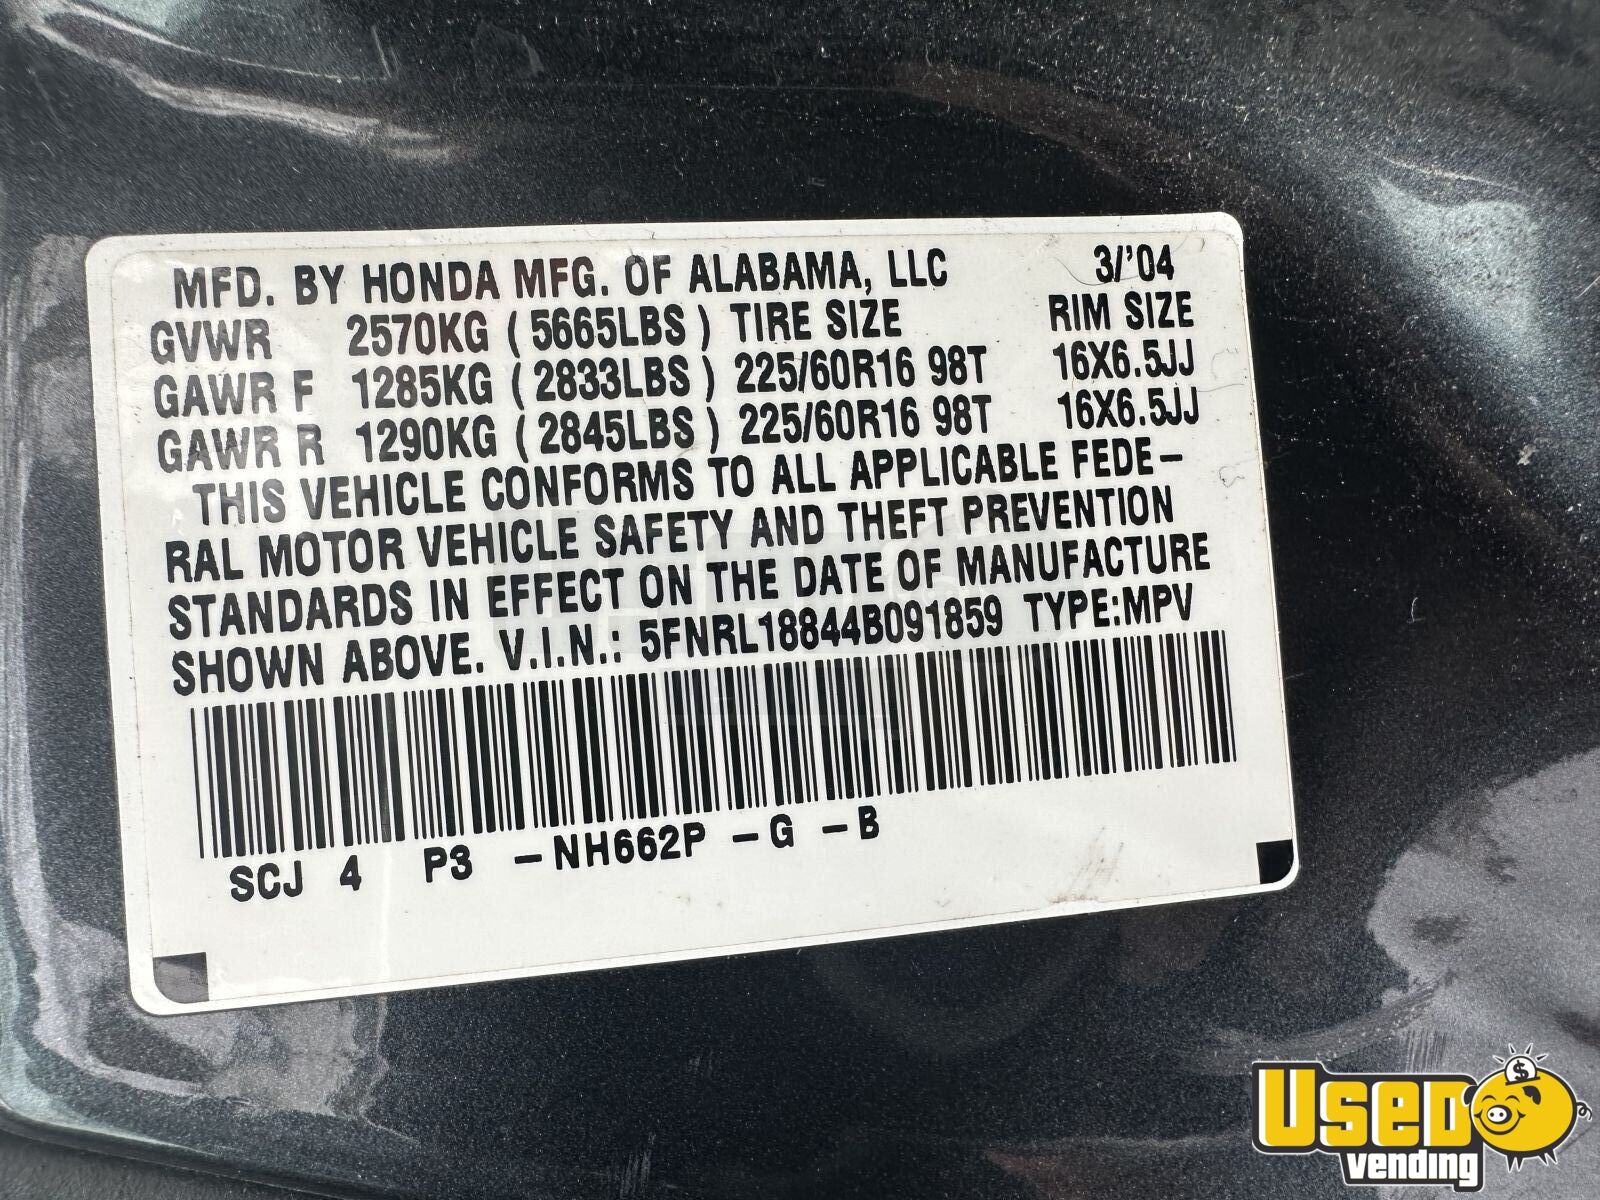 MFD. BY HONDA MFG. OF ALABAMA, LLC 3/'04
GVWR 2570KG ( 5665LBS ) TIRE SIZE RIM SIZE
GAWR F 1285KG ( 2833LBS ) 225/60R16 98T 16X6.5JJ
GAWR R 1290KG ( 2845LBS ) 225/60R16 98T 16X6.5JJ
THIS VEHICLE CONFORMS TO ALL APPLICABLE FEDE–
RAL MOTOR VEHICLE SAFETY AND THEFT PREVENTION
STANDARDS IN EFFECT ON THE DATE OF MANUFACTURE
SHOWN ABOVE. V.I.N.: 5FNRL18844B091859 TYPE:MPV
SCJ 4 P3 –NH662P –G –B
USED
vending
$